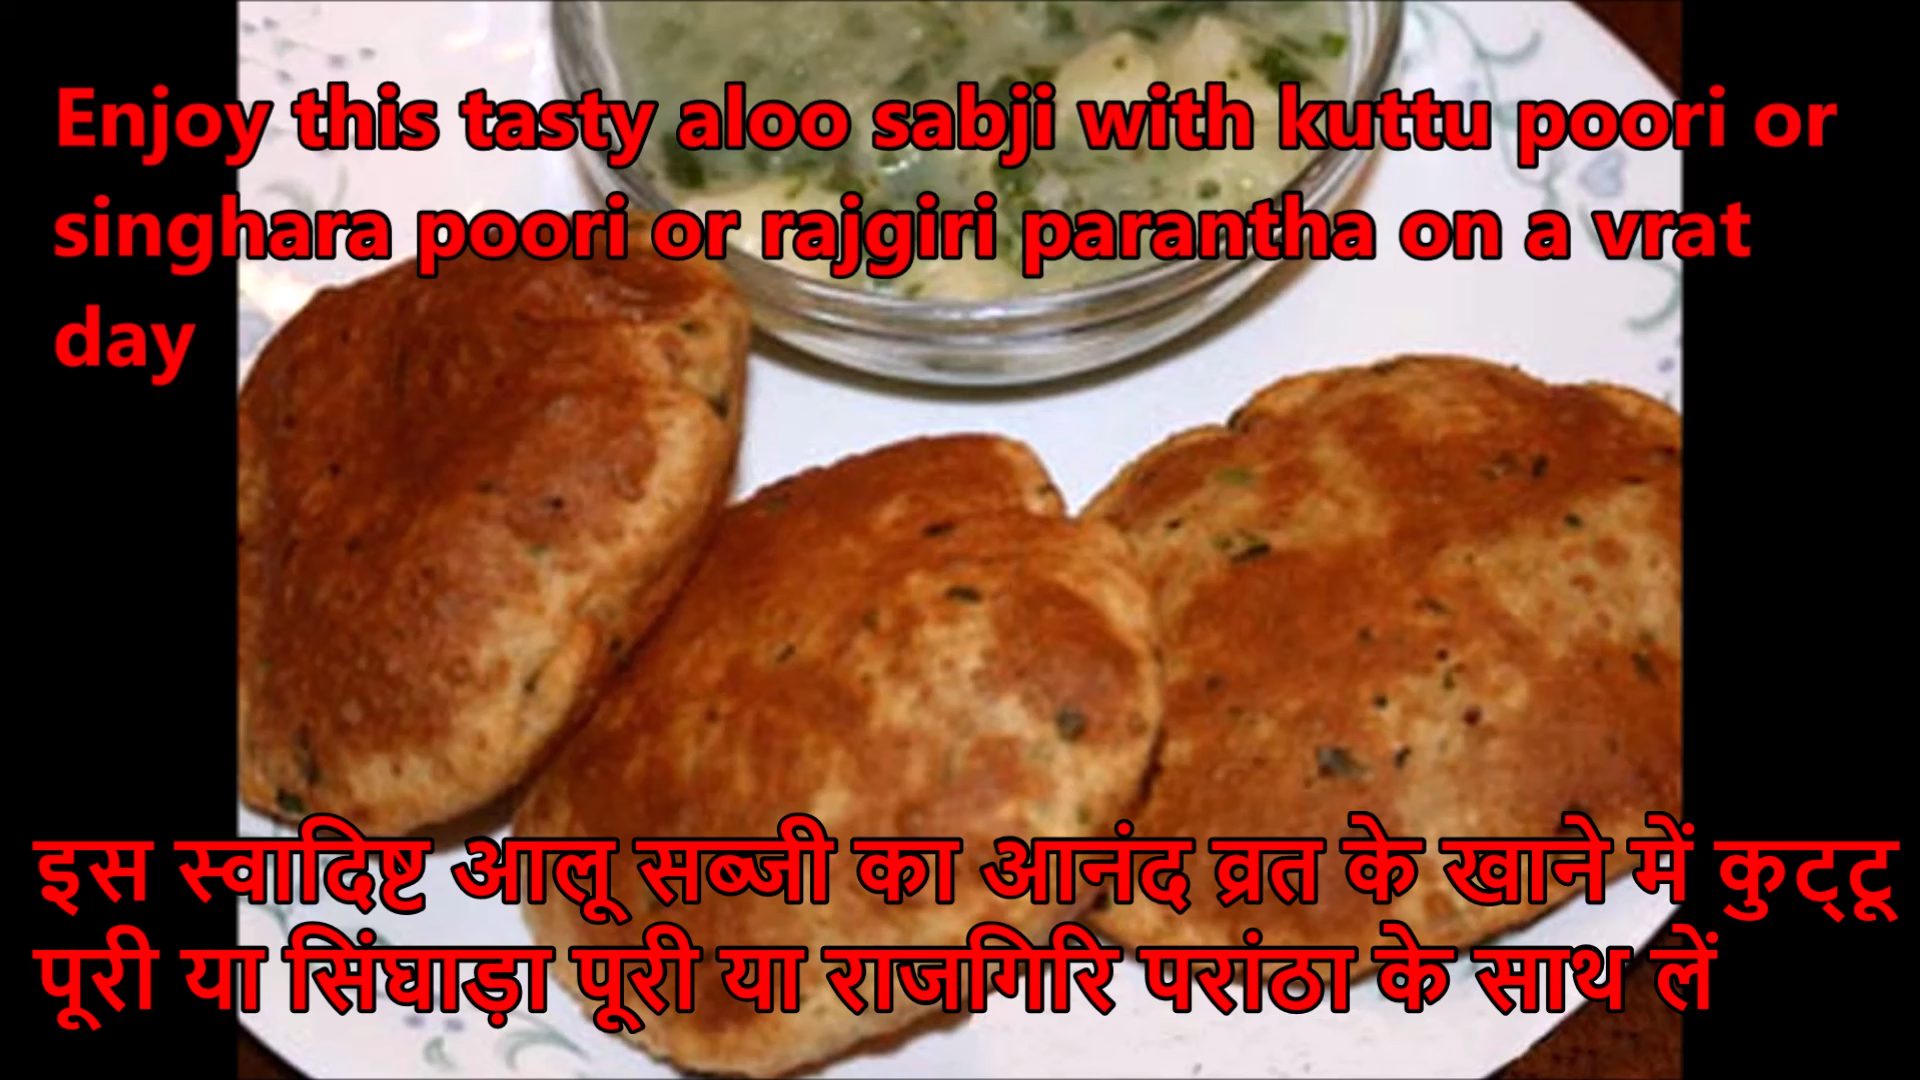 Enjoy this tasty aloo sabji with kuttu poori or
singhara poori or rajgiri parantha on a vrat
day
इस स्वादिष्ट आलू सब्जी का आनंद व्रत के खाने में कुट्टू
पूरी या सिंघाड़ा पूरी या राजगिरि परांठा के साथ लें